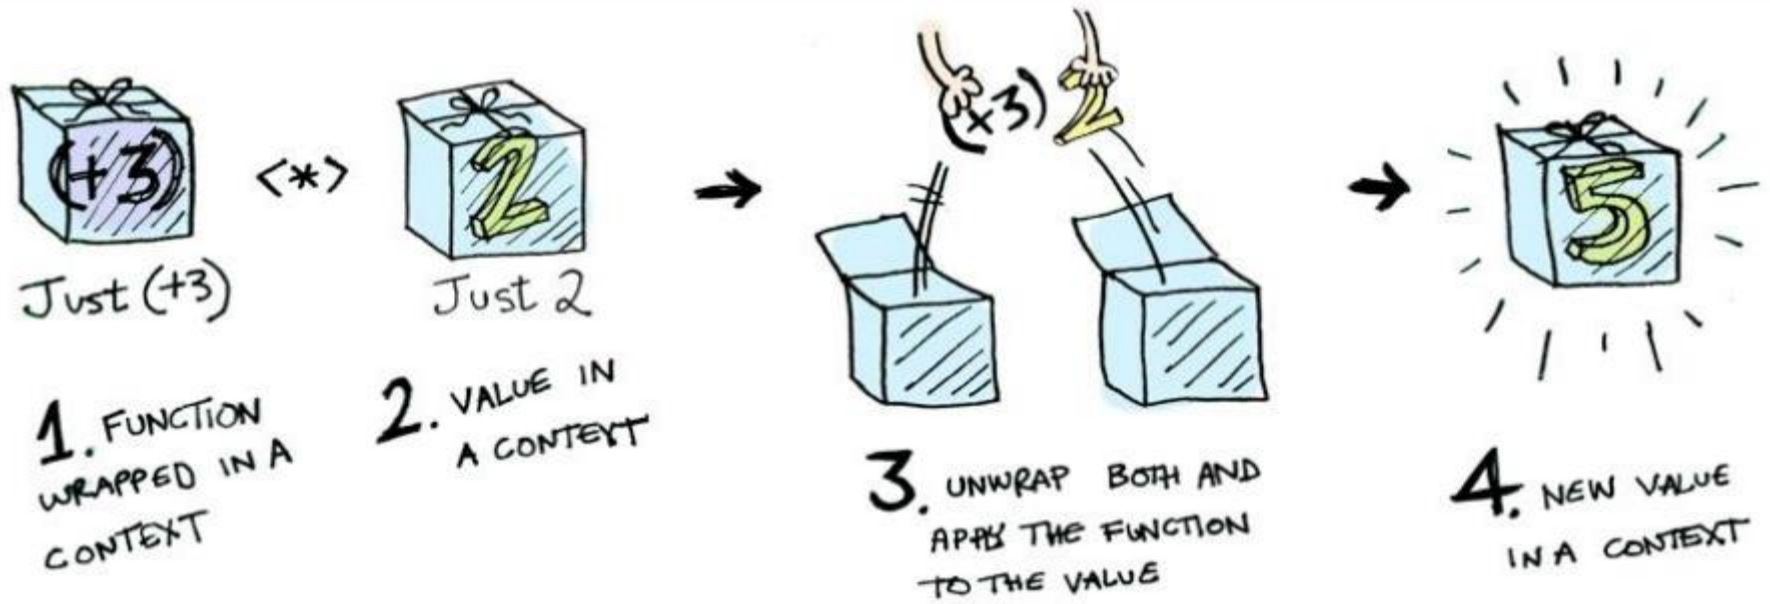 (+3)
<*>
2
Just (+3)
Just 2
(+3) 2
5
1. FUNCTION
WRAPPED IN A
CONTEXT
2. VALUE IN
A CONTEXT
3. UNWRAP BOTH AND
APPLY THE FUNCTION
TO THE VALUE
4. NEW VALUE
IN A CONTEXT